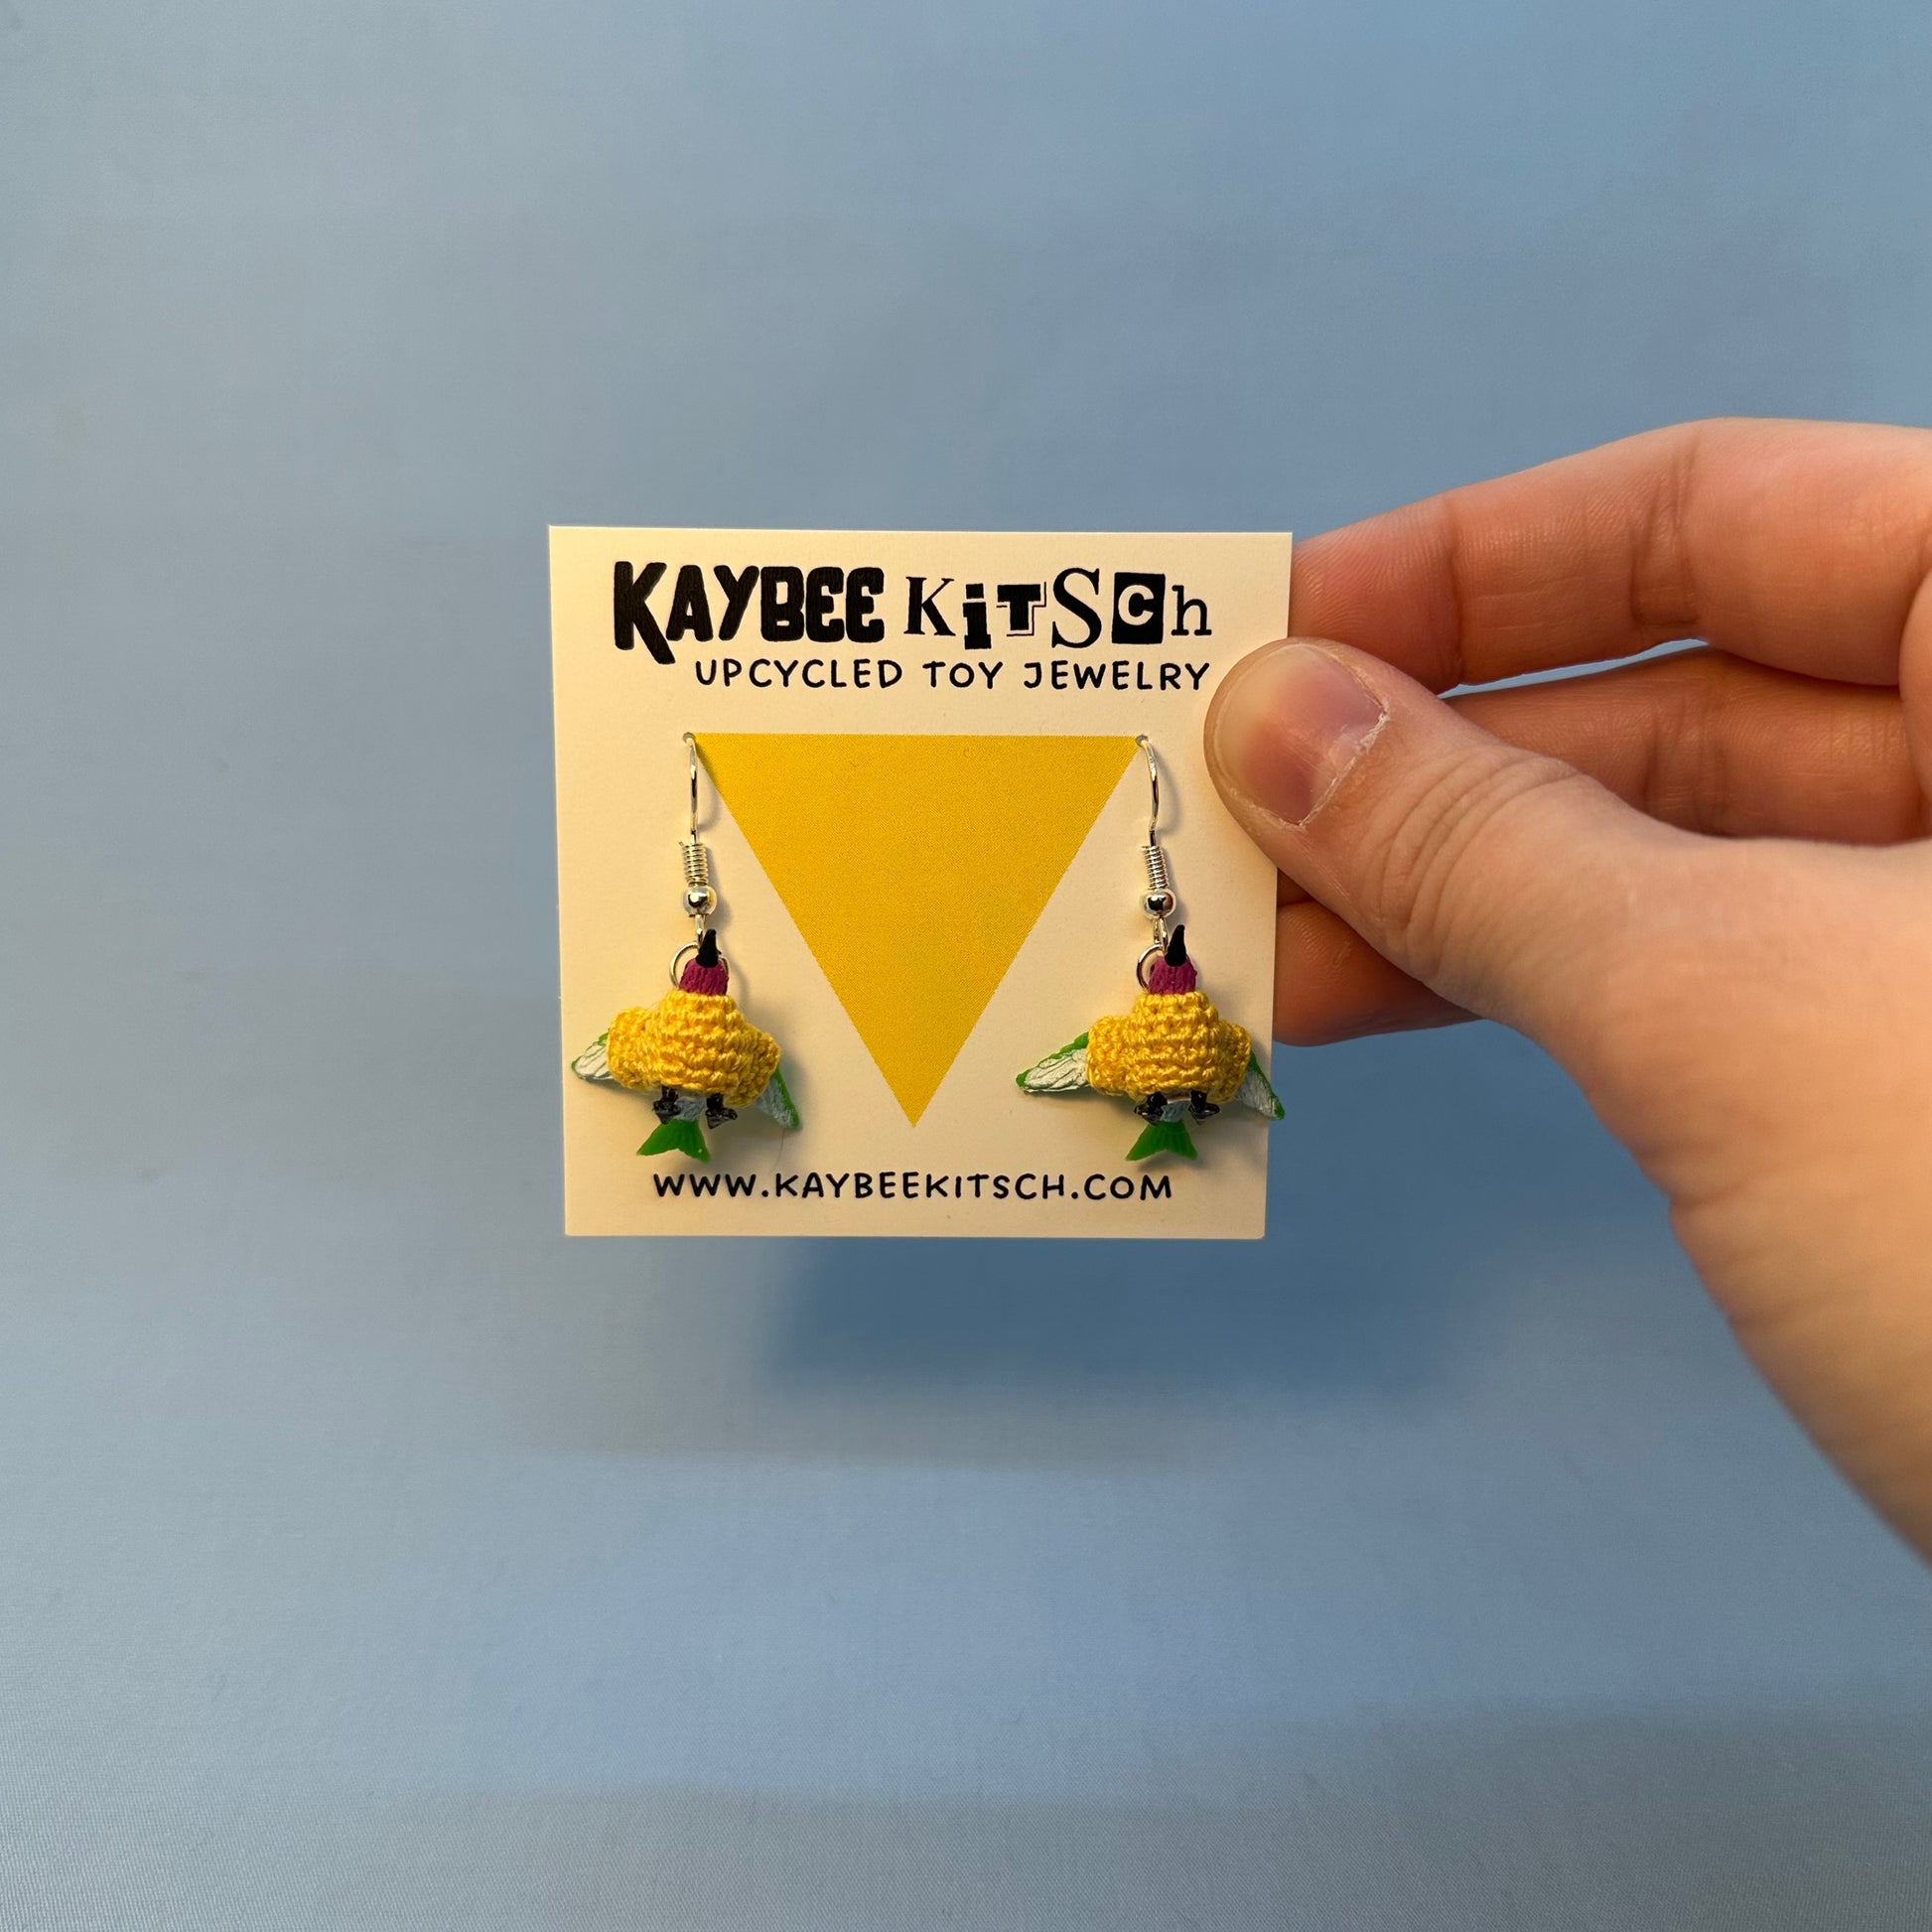 KAYBEE KiTSCh
UPCYCLED TOY JEWELRY
WWW.KAYBEEKITSCH.COM